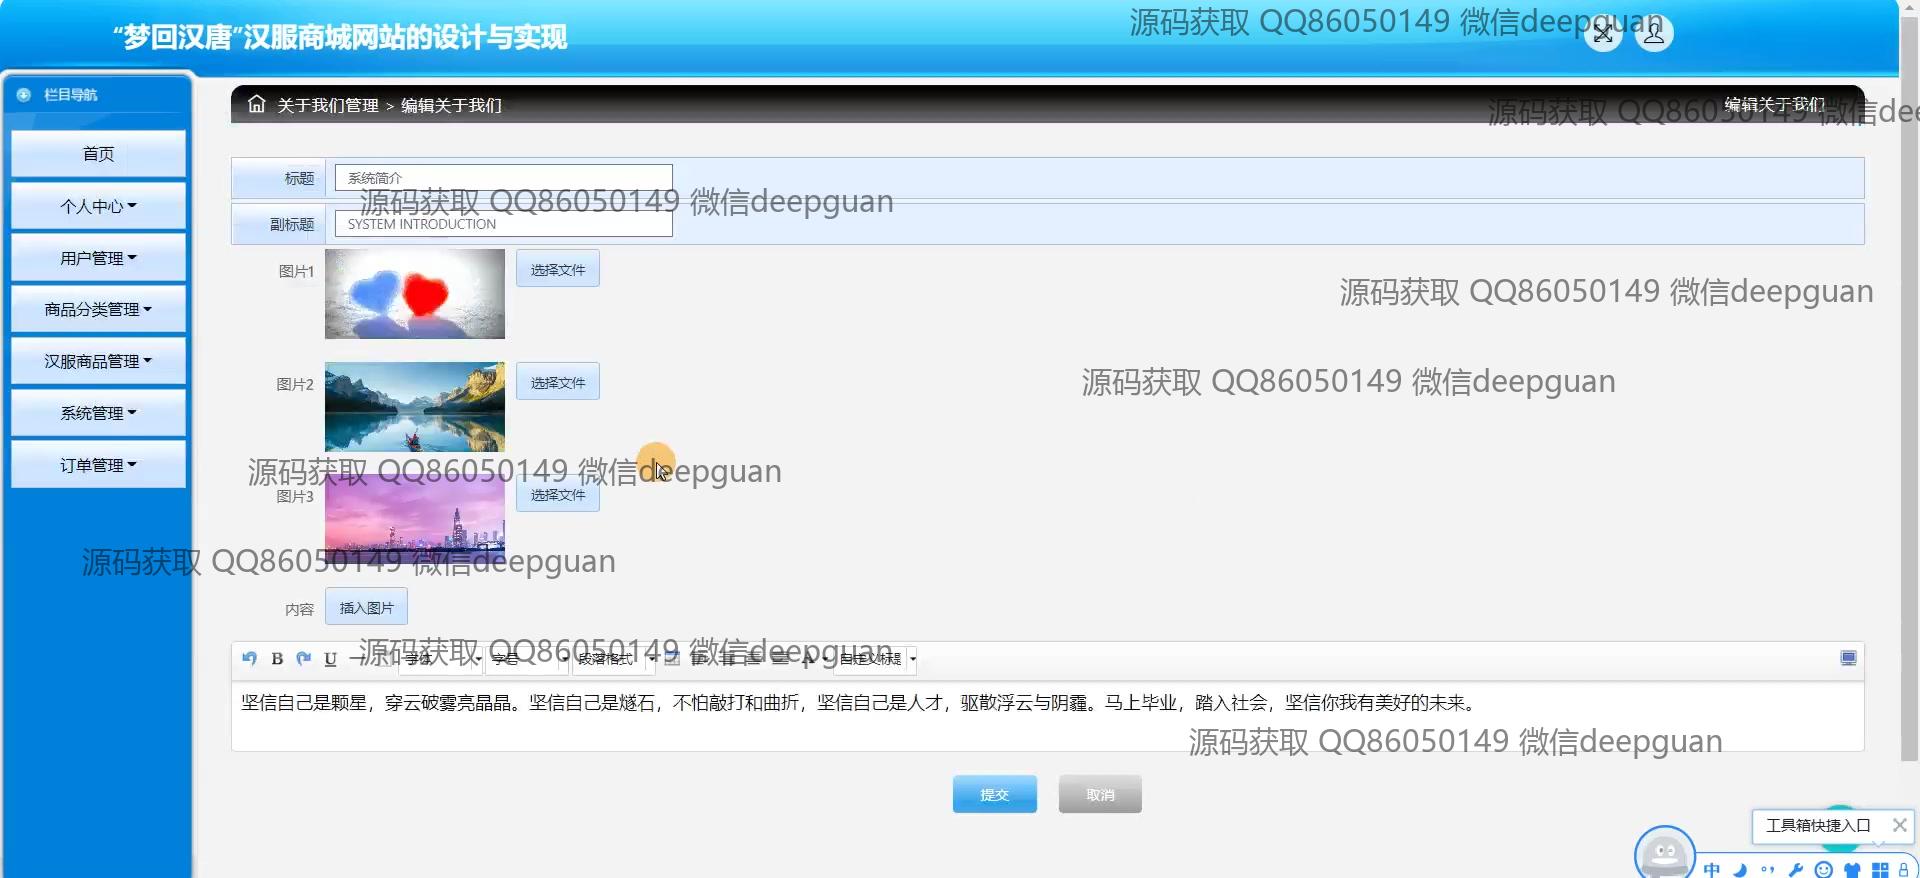 “梦回汉唐”汉服商城网站的设计与实现
源码获取 QQ86050149 微信deepguan
栏目导航
关于我们管理 > 编辑关于我们
编辑关于我们
源码获取 QQ86050149 微信dee
首页
个人中心
用户管理
商品分类管理
汉服商品管理
系统管理
订单管理
标题
系统简介
源码获取 QQ86050149 微信deepguan
副标题
SYSTEM INTRODUCTION
图片1
选择文件
源码获取 QQ86050149 微信deepguan
图片2
选择文件
源码获取 QQ86050149 微信deepguan
源码获取 QQ86050149 微信deepguan
图片3
选择文件
源码获取 QQ86050149 微信deepguan
内容
插入图片
源码获取 QQ86050149 微信deepguan
B U 字体 字号 段落格式 A 自定义标题
坚信自己是颗星，穿云破雾亮晶晶。坚信自己是燧石，不怕敲打和曲折，坚信自己是人才，驱散浮云与阴霾。马上毕业，踏入社会，坚信你我有美好的未来。
源码获取 QQ86050149 微信deepguan
提交
取消
工具箱快捷入口
中